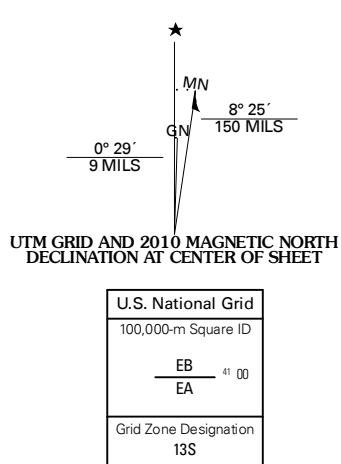 ★
MN
8° 25´
150 MILS
GN
0° 29´
9 MILS
UTM GRID AND 2010 MAGNETIC NORTH
DECLINATION AT CENTER OF SHEET
U.S. National Grid
100,000-m Square ID
EB
41 00
EA
Grid Zone Designation
13S